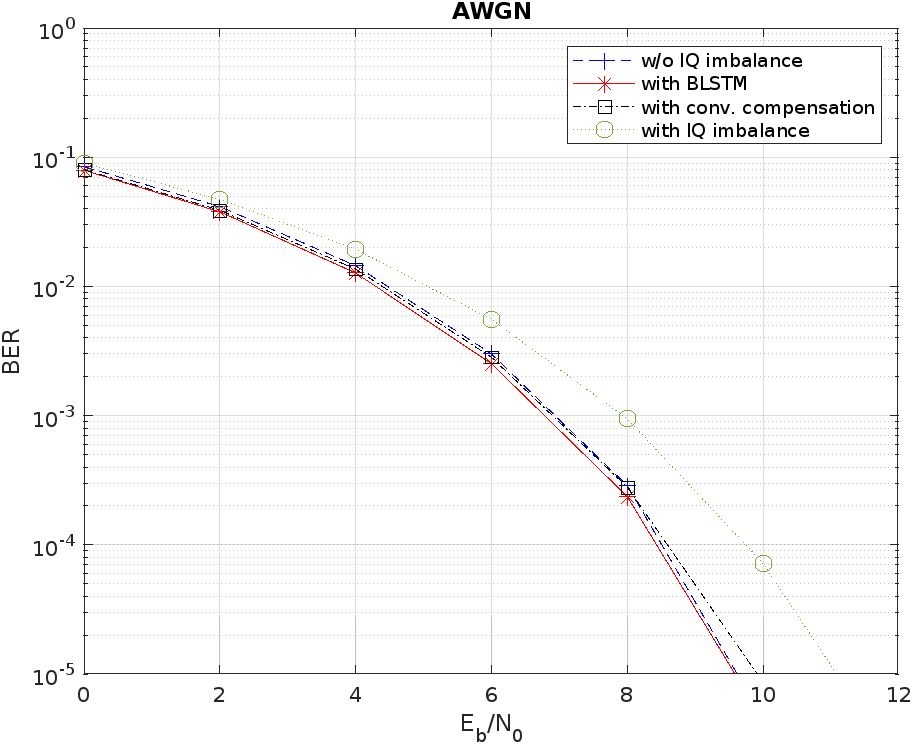 AWGN
w/o IQ imbalance
with BLSTM
with conv. compensation
with IQ imbalance
BER
10^0
10^-1
10^-2
10^-3
10^-4
10^-5
0 2 4 6 8 10 12
E_b/N_0